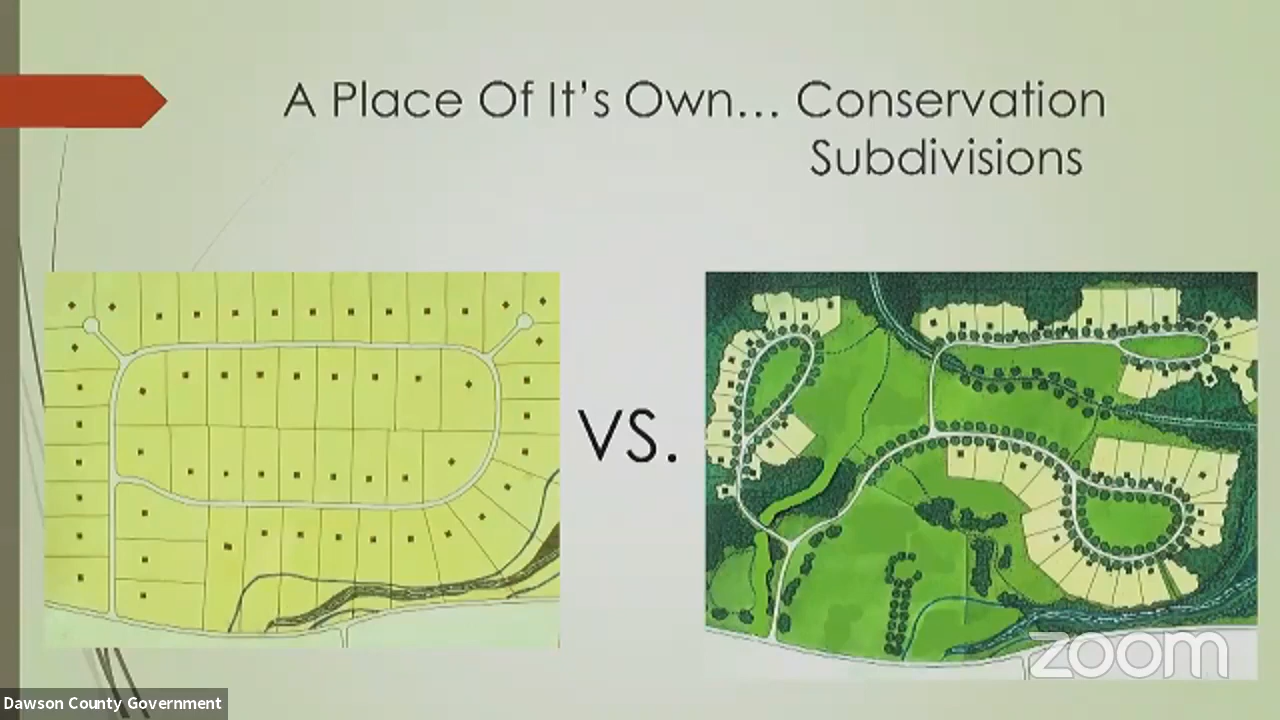 A Place Of It's Own... Conservation
Subdivisions
VS.
zoom
Dawson County Government